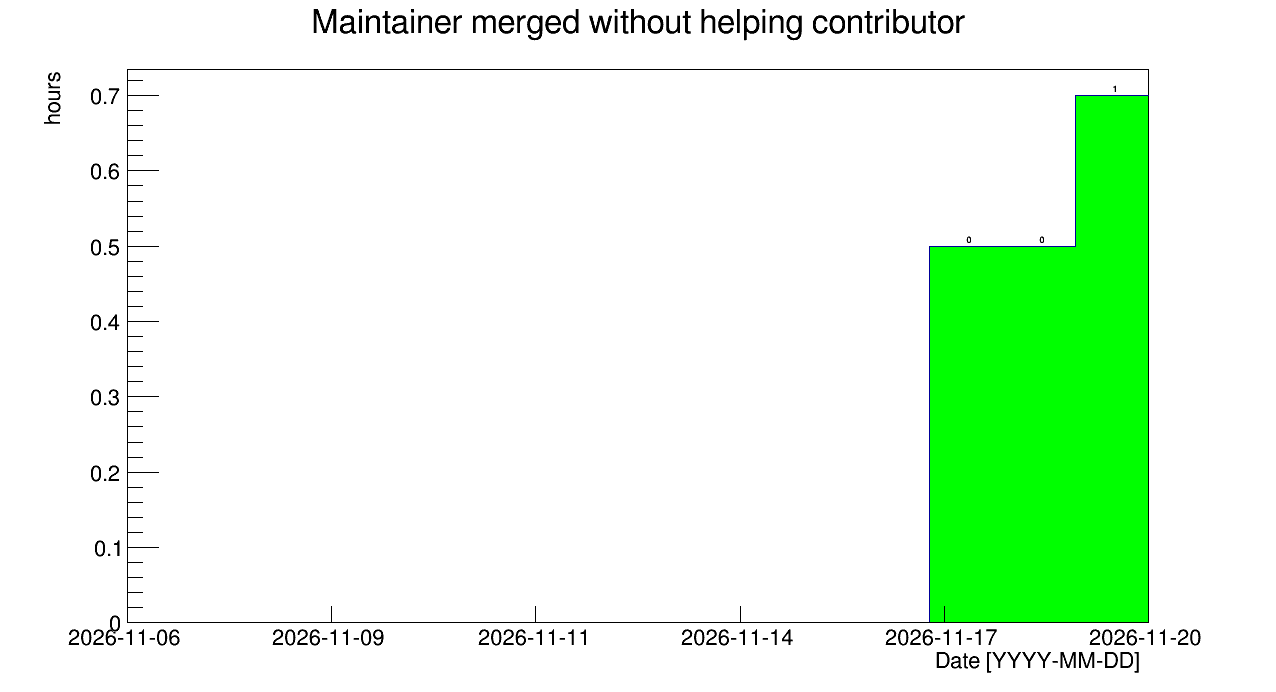 Maintainer merged without helping contributor
hours
0.7
0.6
0.5
0.4
0.3
0.2
0.1
0
1
0 0
2026-11-06 2026-11-09 2026-11-11 2026-11-14 2026-11-17 2026-11-20
Date [YYYY-MM-DD]